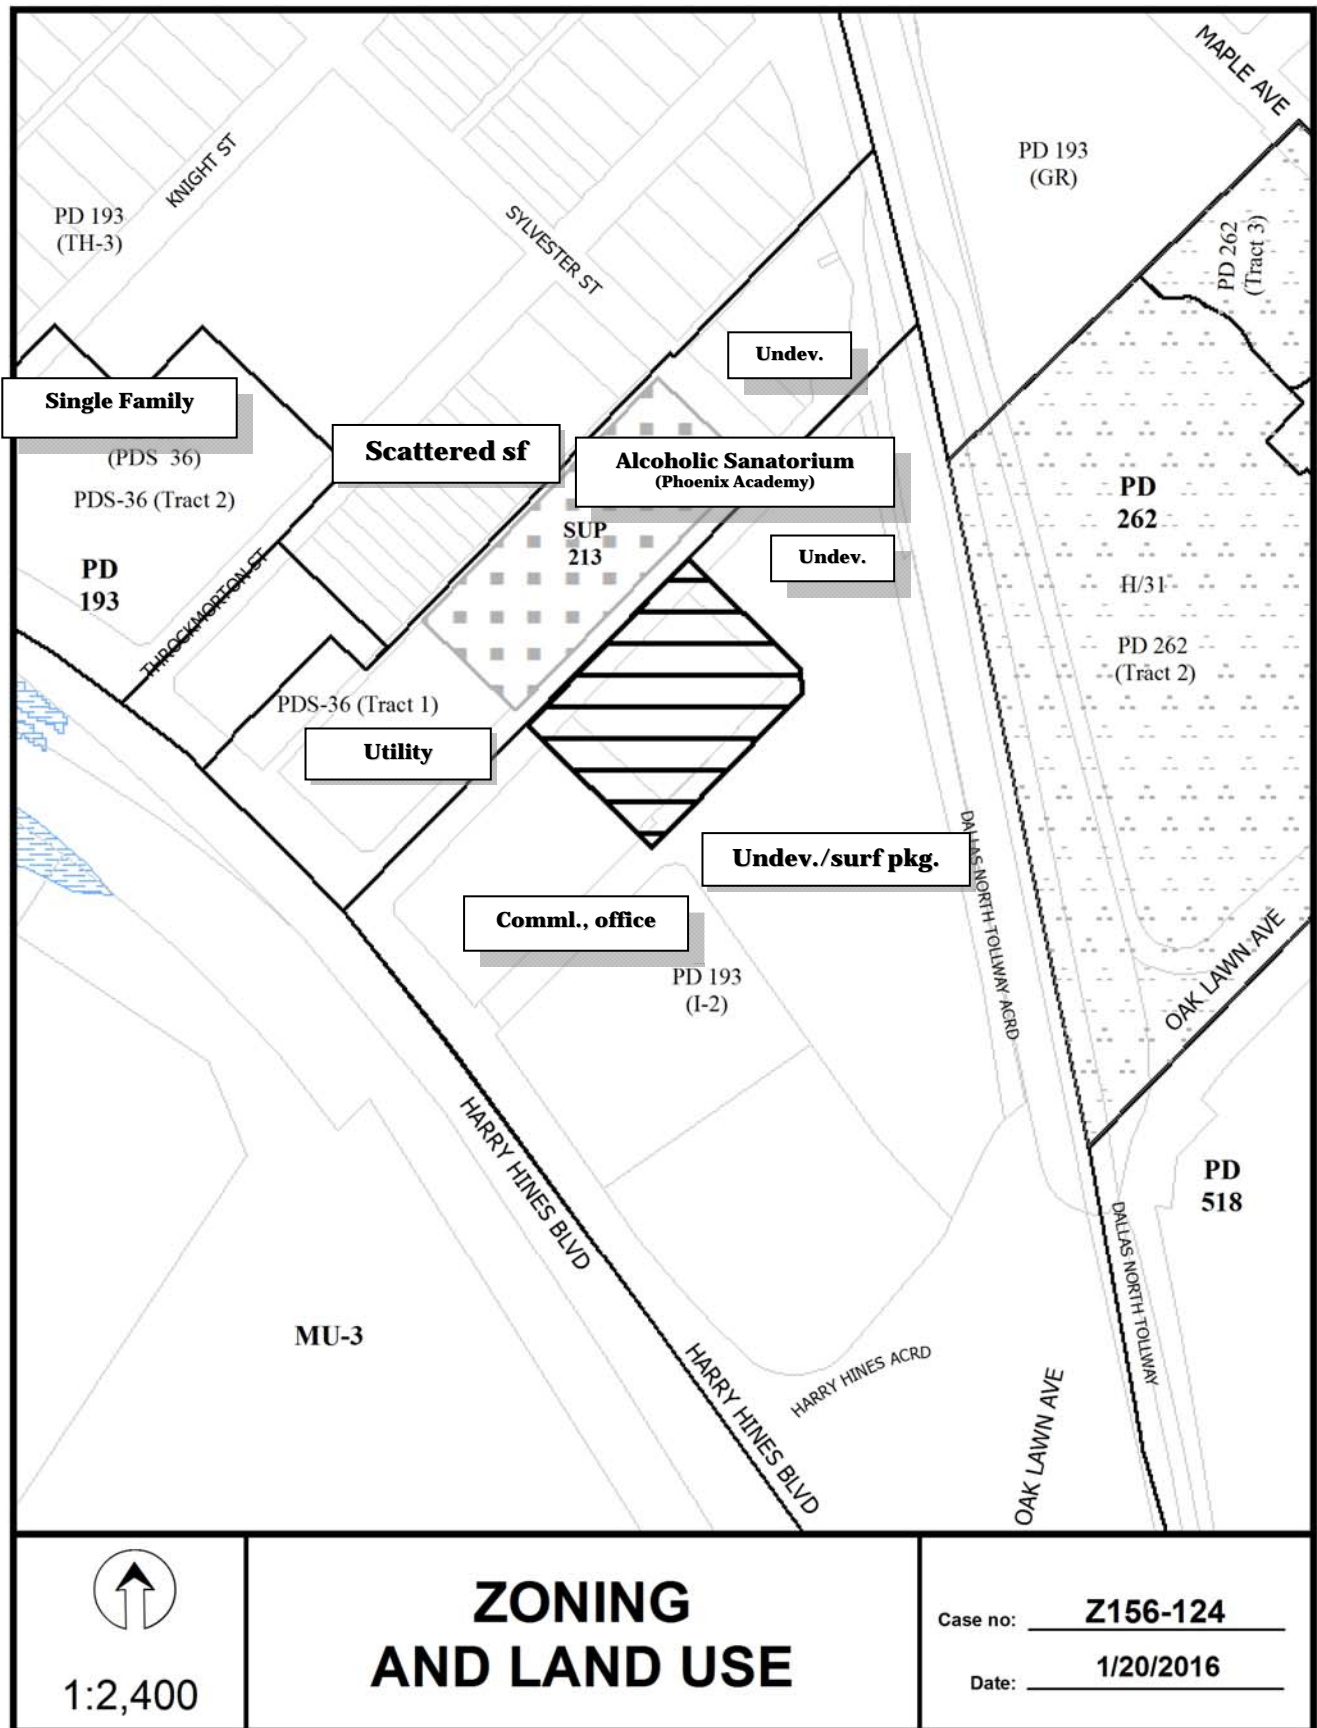 MAPLE AVE
PD 193
(GR)
KNIGHT ST
PD 193
(TH-3)
SYLVESTER ST
PD 262
(Tract 3)
Undev.
Single Family
Scattered sf
Alcoholic Sanatorium
(Phoenix Academy)
(PDS 36)
PDS-36 (Tract 2)
PD
262
SUP
213
Undev.
PD
193
H/31
THROCKMORTON ST
PD 262
(Tract 2)
PDS-36 (Tract 1)
Utility
Undev./surf pkg.
DALLAS NORTH TOLLWAY ACRD
Comml., office
PD 193
(I-2)
OAK LAWN AVE
HARRY HINES BLVD
PD
518
DALLAS NORTH TOLLWAY
MU-3
HARRY HINES BLVD
HARRY HINES ACRD
OAK LAWN AVE
1:2,400
ZONING
AND LAND USE
Case no: Z156-124
Date: 1/20/2016